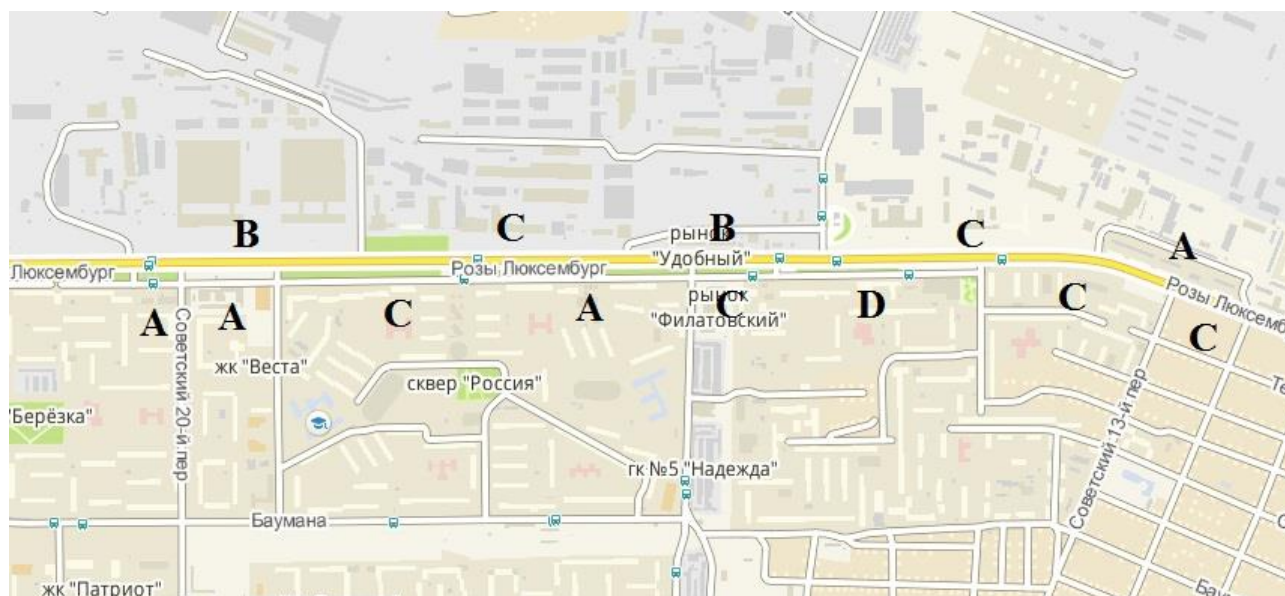 B
C
B
рынок
"Удобный"
C
A
Люксембург
Розы Люксембург
Розы Люксемб
A
A
C
A
рынок
"Филатовский"
C
D
C
C
Советский 20-й пер
жк "Веста"
сквер "Россия"
"Берёзка"
Советский 13-й пер
гк №5 "Надежда"
Баумана
жк "Патриот"